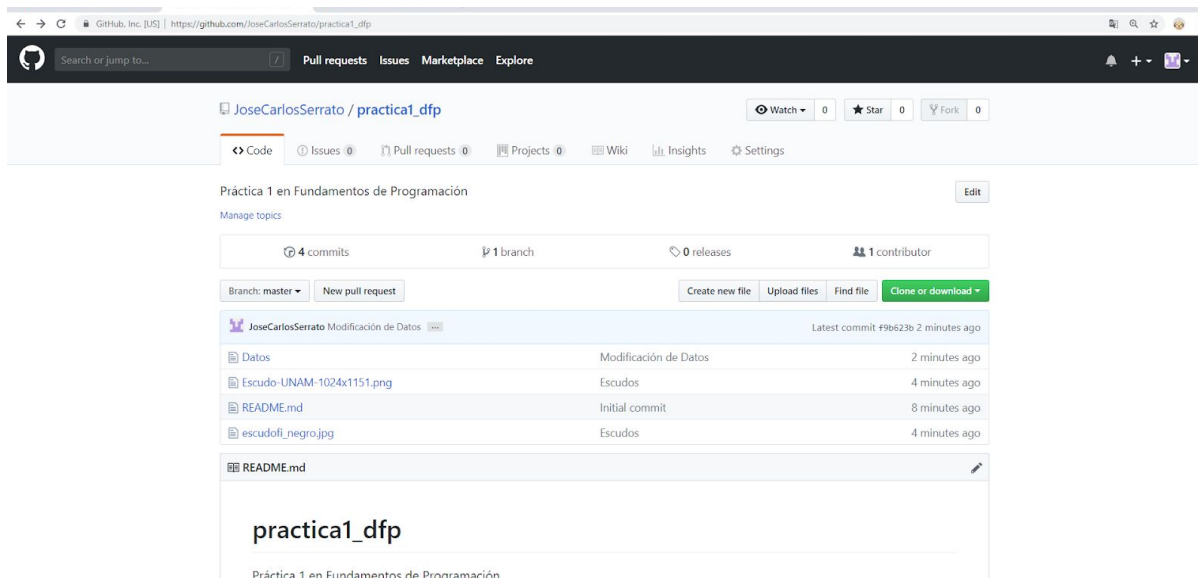 GitHub, Inc. [US] | https://github.com/JoseCarlosSerrato/practica1_dfp
Search or jump to... / Pull requests Issues Marketplace Explore
JoseCarlosSerrato / practica1_dfp Watch 0 Star 0 Fork 0
Code Issues 0 Pull requests 0 Projects 0 Wiki Insights Settings
Práctica 1 en Fundamentos de Programación Edit
Manage topics
4 commits 1 branch 0 releases 1 contributor
Branch: master New pull request Create new file Upload files Find file Clone or download
JoseCarlosSerrato Modificación de Datos ... Latest commit f9b623b 2 minutes ago
Datos Modificación de Datos 2 minutes ago
Escudo-UNAM-1024x1151.png Escudos 4 minutes ago
README.md Initial commit 8 minutes ago
escudofi_negro.jpg Escudos 4 minutes ago
README.md
practica1_dfp
Práctica 1 en Fundamentos de Programación